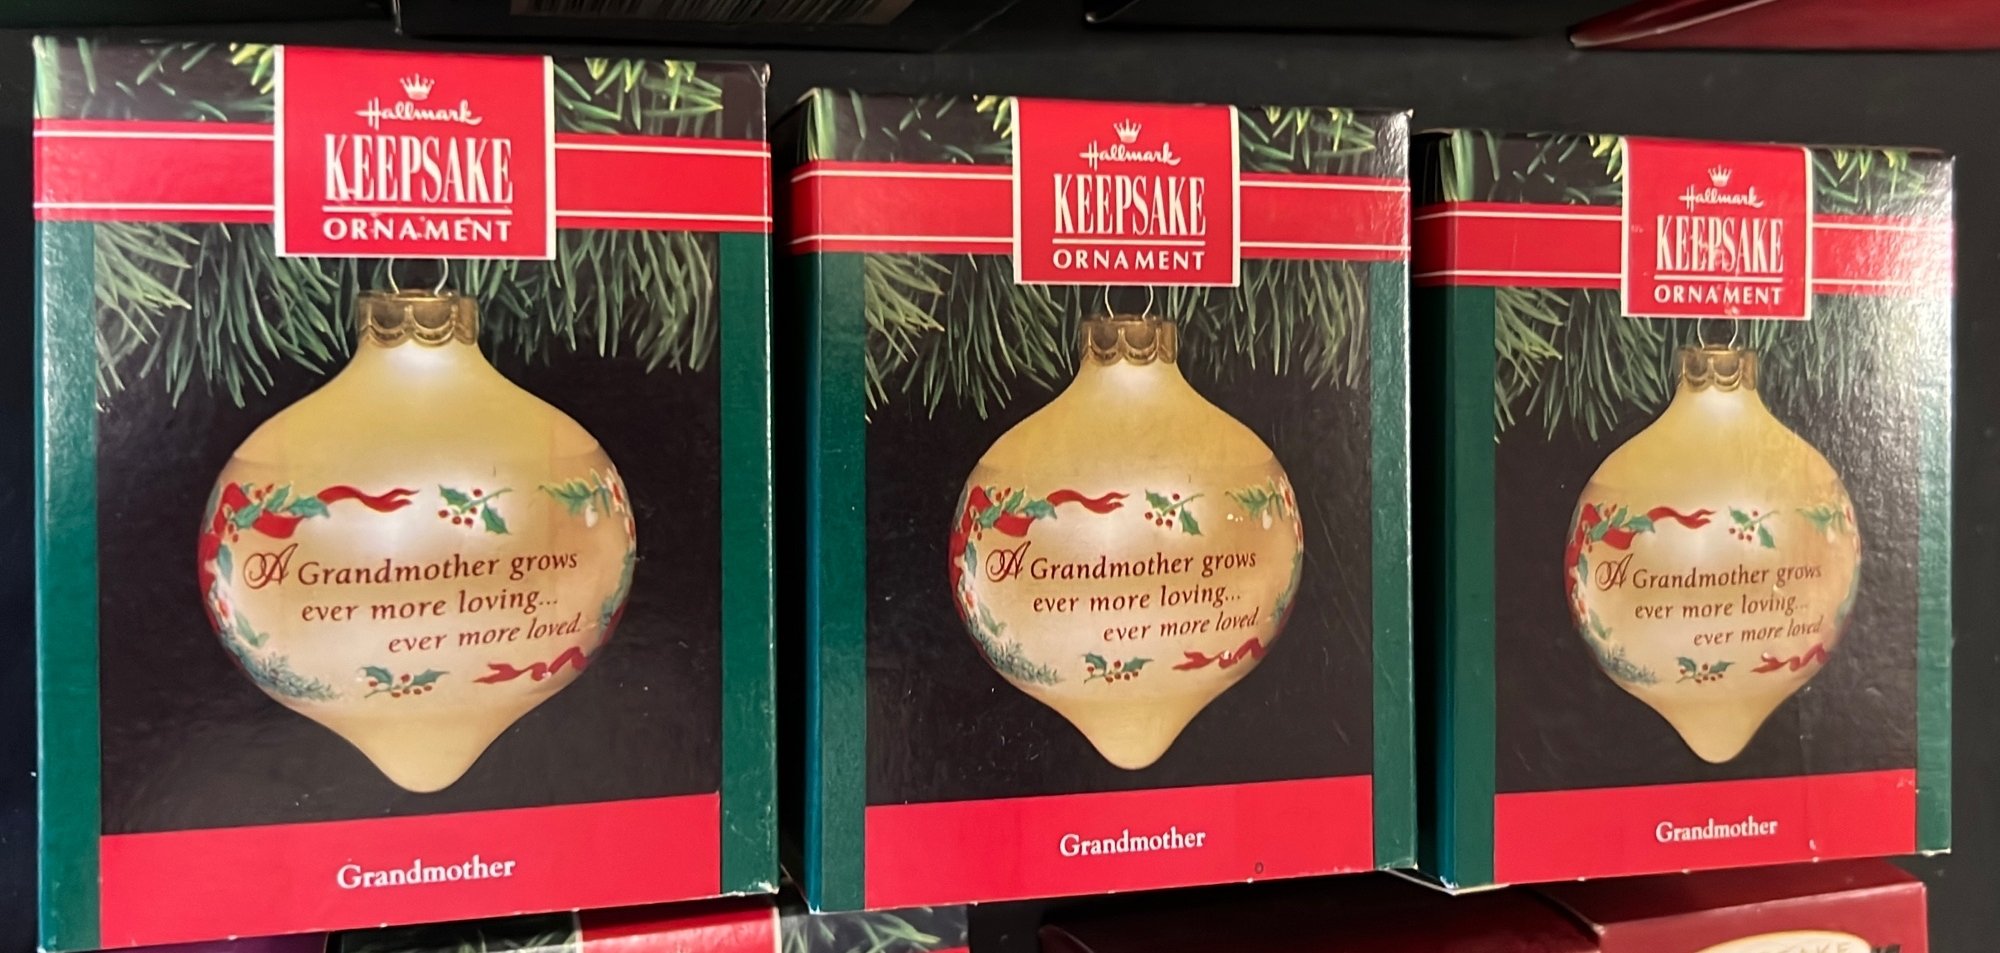 Hallmark
KEEPSAKE
ORNAMENT
A Grandmother grows
ever more loving...
ever more loved.
Grandmother
Hallmark
KEEPSAKE
ORNAMENT
A Grandmother grows
ever more loving...
ever more loved.
Grandmother
Hallmark
KEEPSAKE
ORNAMENT
A Grandmother grows
ever more loving...
ever more loved.
Grandmother